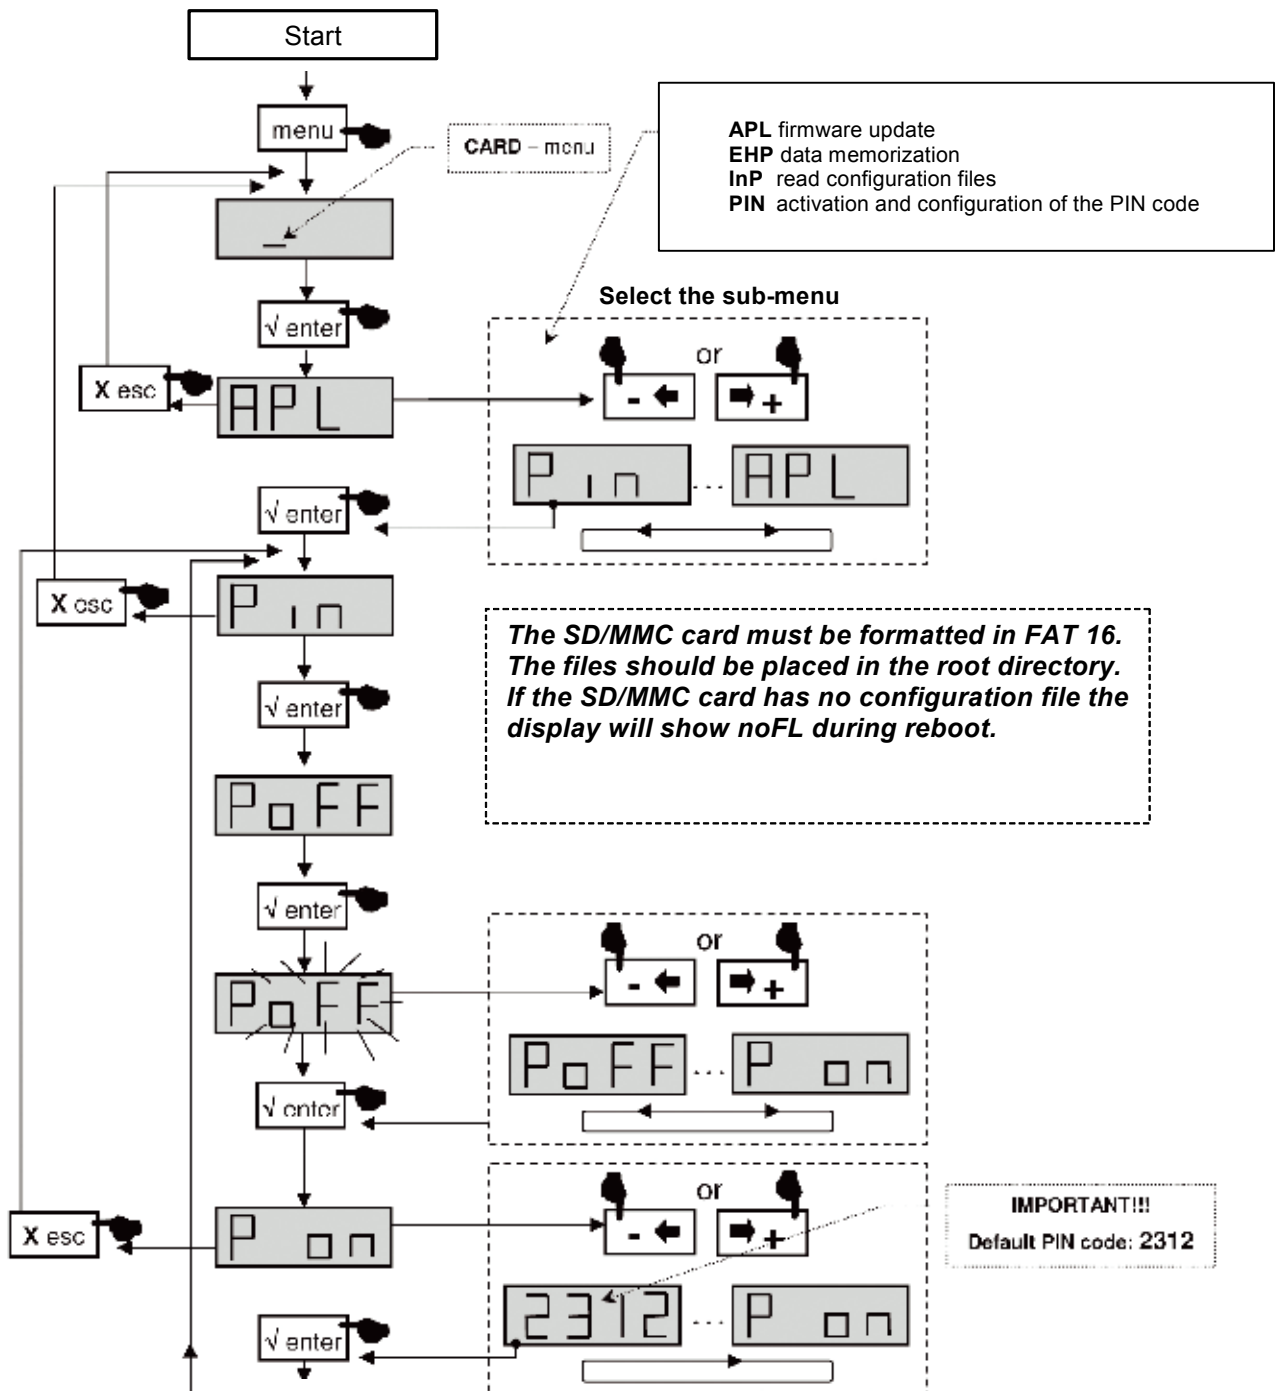 Start
menu
CARD – menu
APL firmware update
EHP data memorization
InP read configuration files
PIN activation and configuration of the PIN code
_
√ enter
Select the sub-menu
X esc
APL
or
-
+
Pin
...
APL
√ enter
X esc
Pin
The SD/MMC card must be formatted in FAT 16.
The files should be placed in the root directory.
If the SD/MMC card has no configuration file the
display will show noFL during reboot.
√ enter
PoFF
√ enter
or
-
+
PoFF
PoFF
...
P on
√ enter
or
-
+
IMPORTANT!!!
Default PIN code: 2312
X esc
P on
2312
...
P on
√ enter